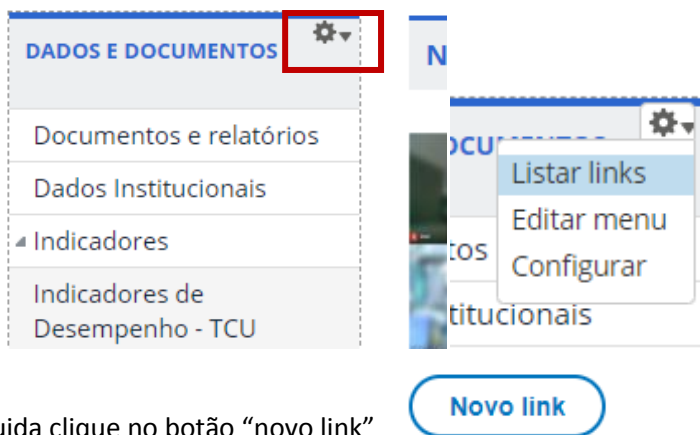 DADOS E DOCUMENTOS
Documentos e relatórios
Dados Institucionais
Indicadores
Indicadores de
Desempenho - TCU
N
Listar links
Editar menu
Configurar
tos
titucionais
Novo link
clique no botão “novo link”